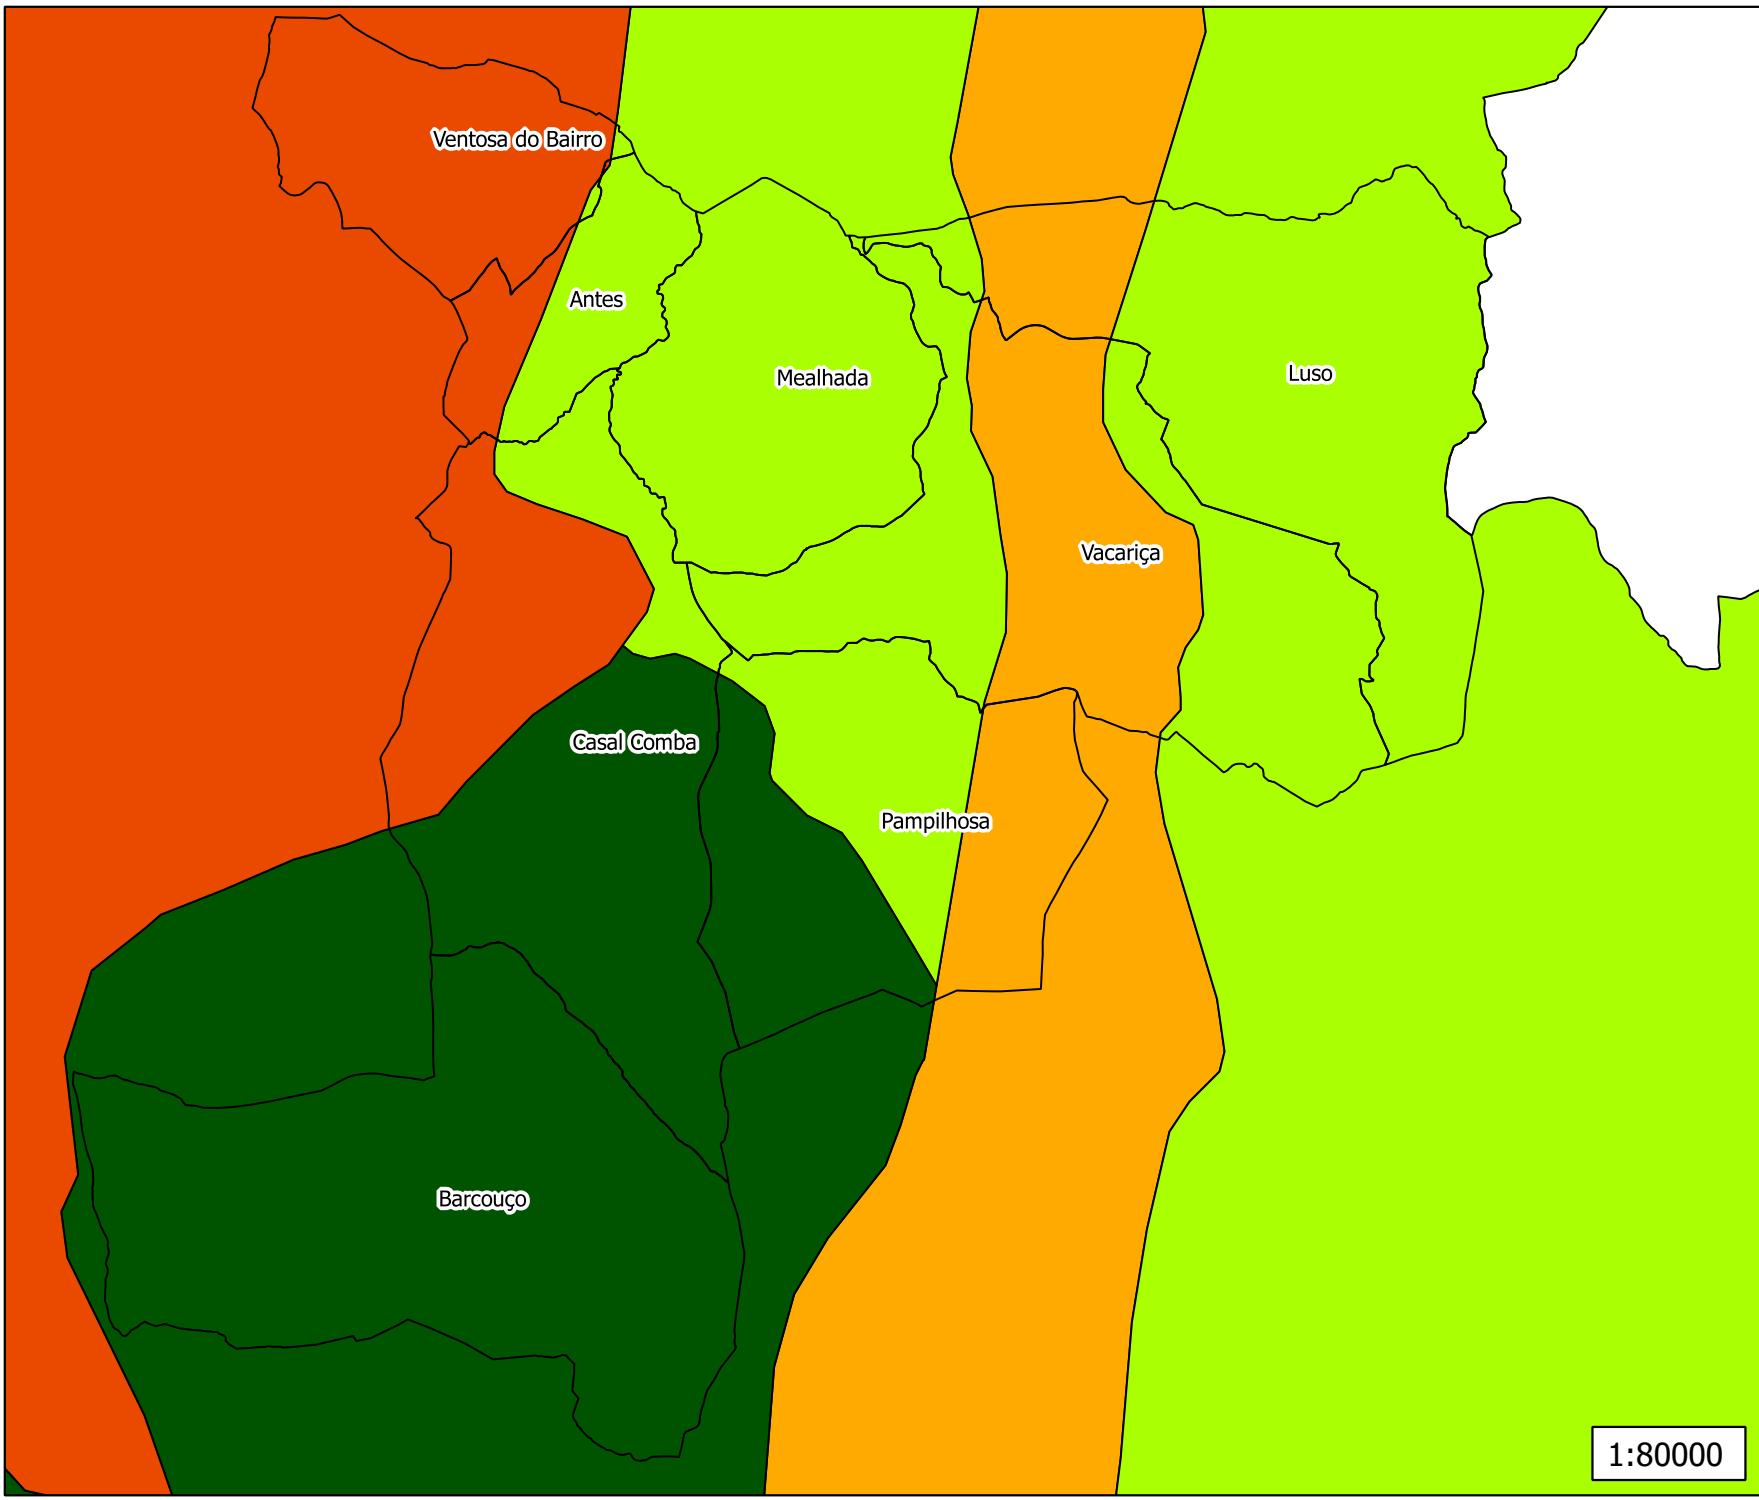 Ventosa do Bairro
Antes
Mealhada
Luso
Vacariça
Casal Comba
Pampilhosa
Barcouço
1:80000